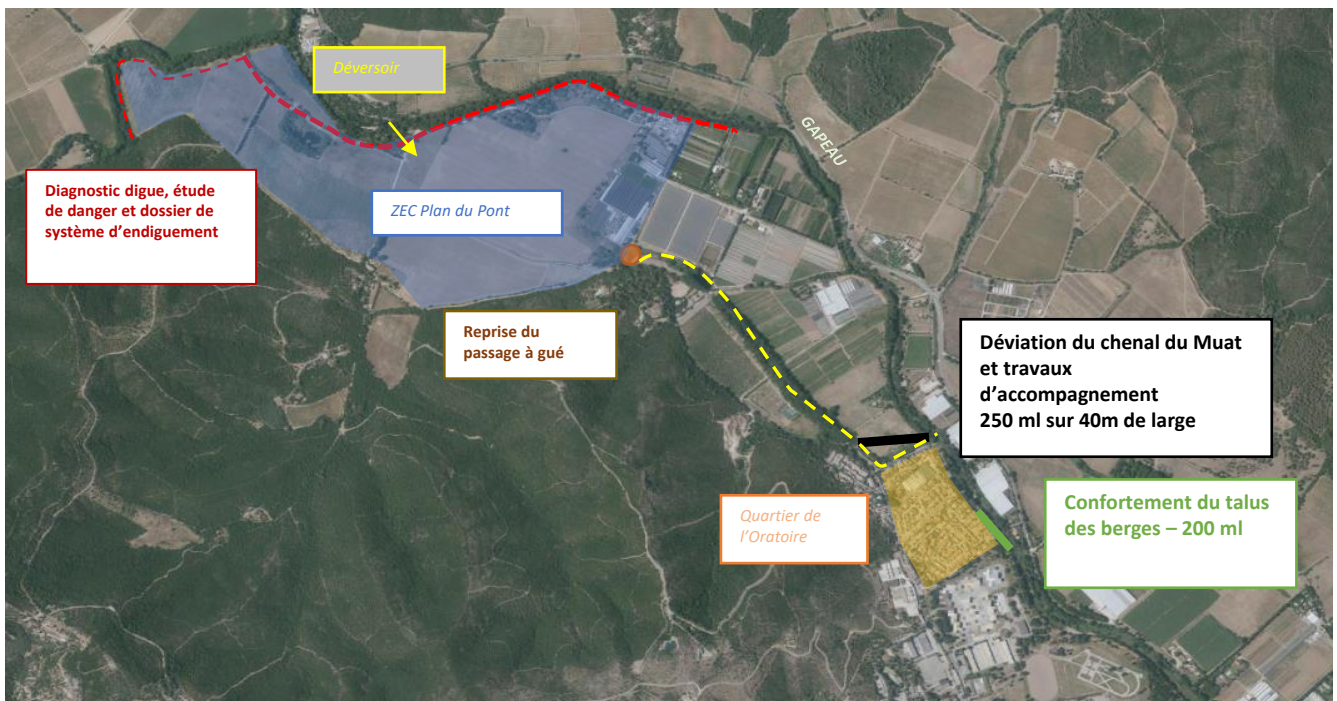 Déversoir
GAPEAU
Diagnostic digue, étude
de danger et dossier de
système d’endiguement
ZEC Plan du Pont
Reprise du
passage à gué
Déviation du chenal du Muat
et travaux
d’accompagnement
250 ml sur 40m de large
Quartier de
l’Oratoire
Confortement du talus
des berges – 200 ml